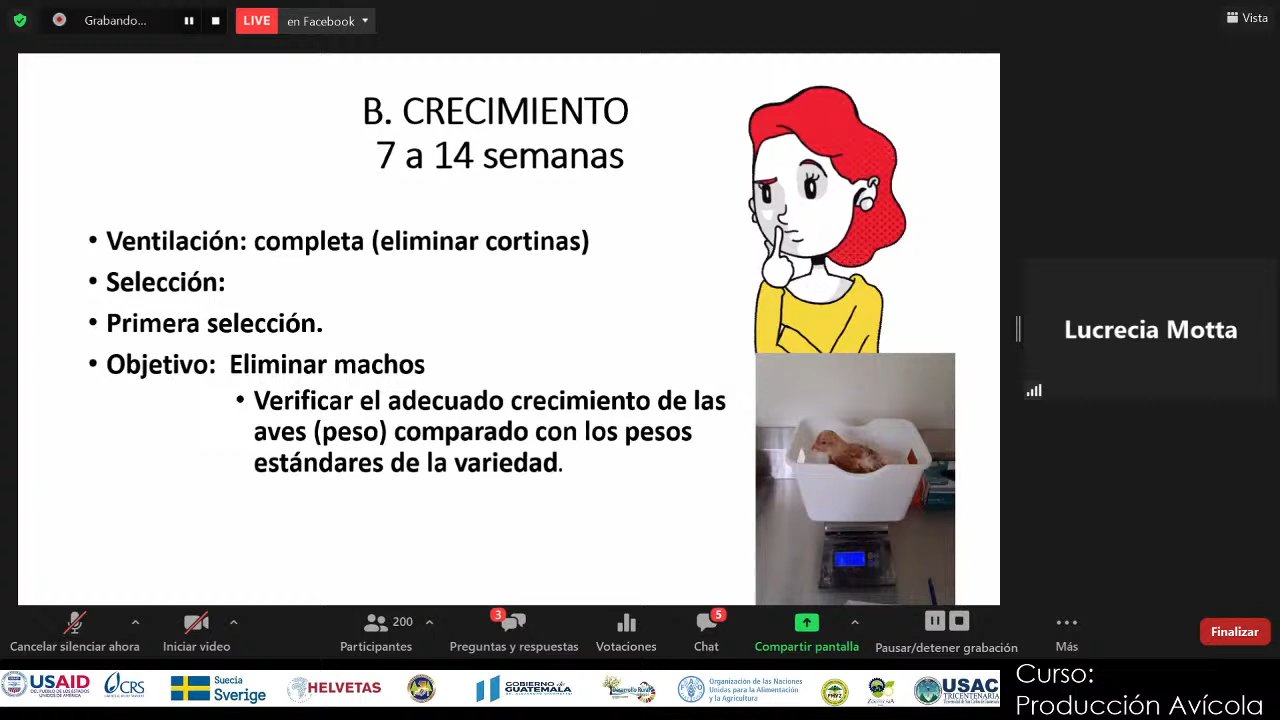 Grabando...
LIVE
en Facebook
Vista
B. CRECIMIENTO
7 a 14 semanas
• Ventilación: completa (eliminar cortinas)
• Selección:
• Primera selección.
• Objetivo: Eliminar machos
• Verificar el adecuado crecimiento de las
aves (peso) comparado con los pesos
estándares de la variedad.
Lucrecia Motta
Cancelar silenciar ahora
Iniciar video
200
Participantes
3
Preguntas y respuestas
Votaciones
5
Chat
Compartir pantalla
Pausar/detener grabación
Más
Finalizar
USAID
CRS
Suecia
Sverige
HELVETAS
GOBIERNO de
GUATEMALA
Desarrollo Rural
Organización de las Naciones
Unidas para la Alimentación
y la Agricultura
USAC
TRICENTENARIA
Curso:
Producción Avícola